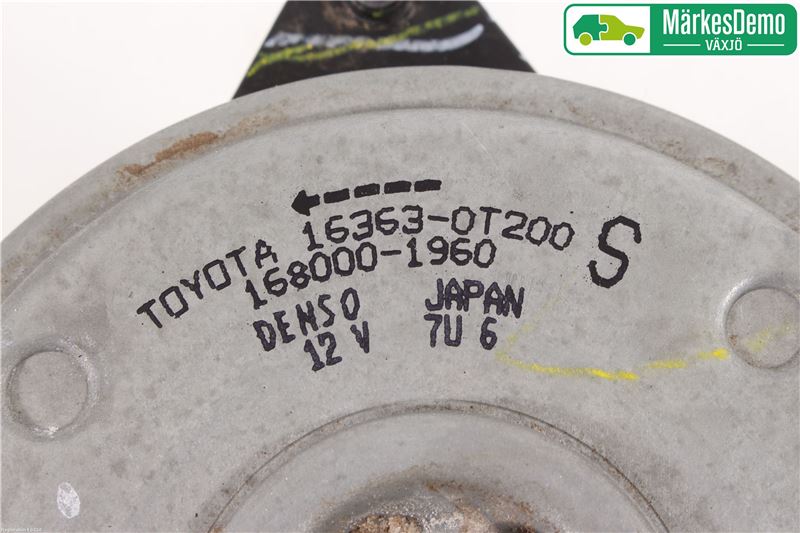 MärkesDemo
VÄXJÖ
TOYOTA 16363-0T200 S
168000-1960
DENSO JAPAN
12 V 7U 6